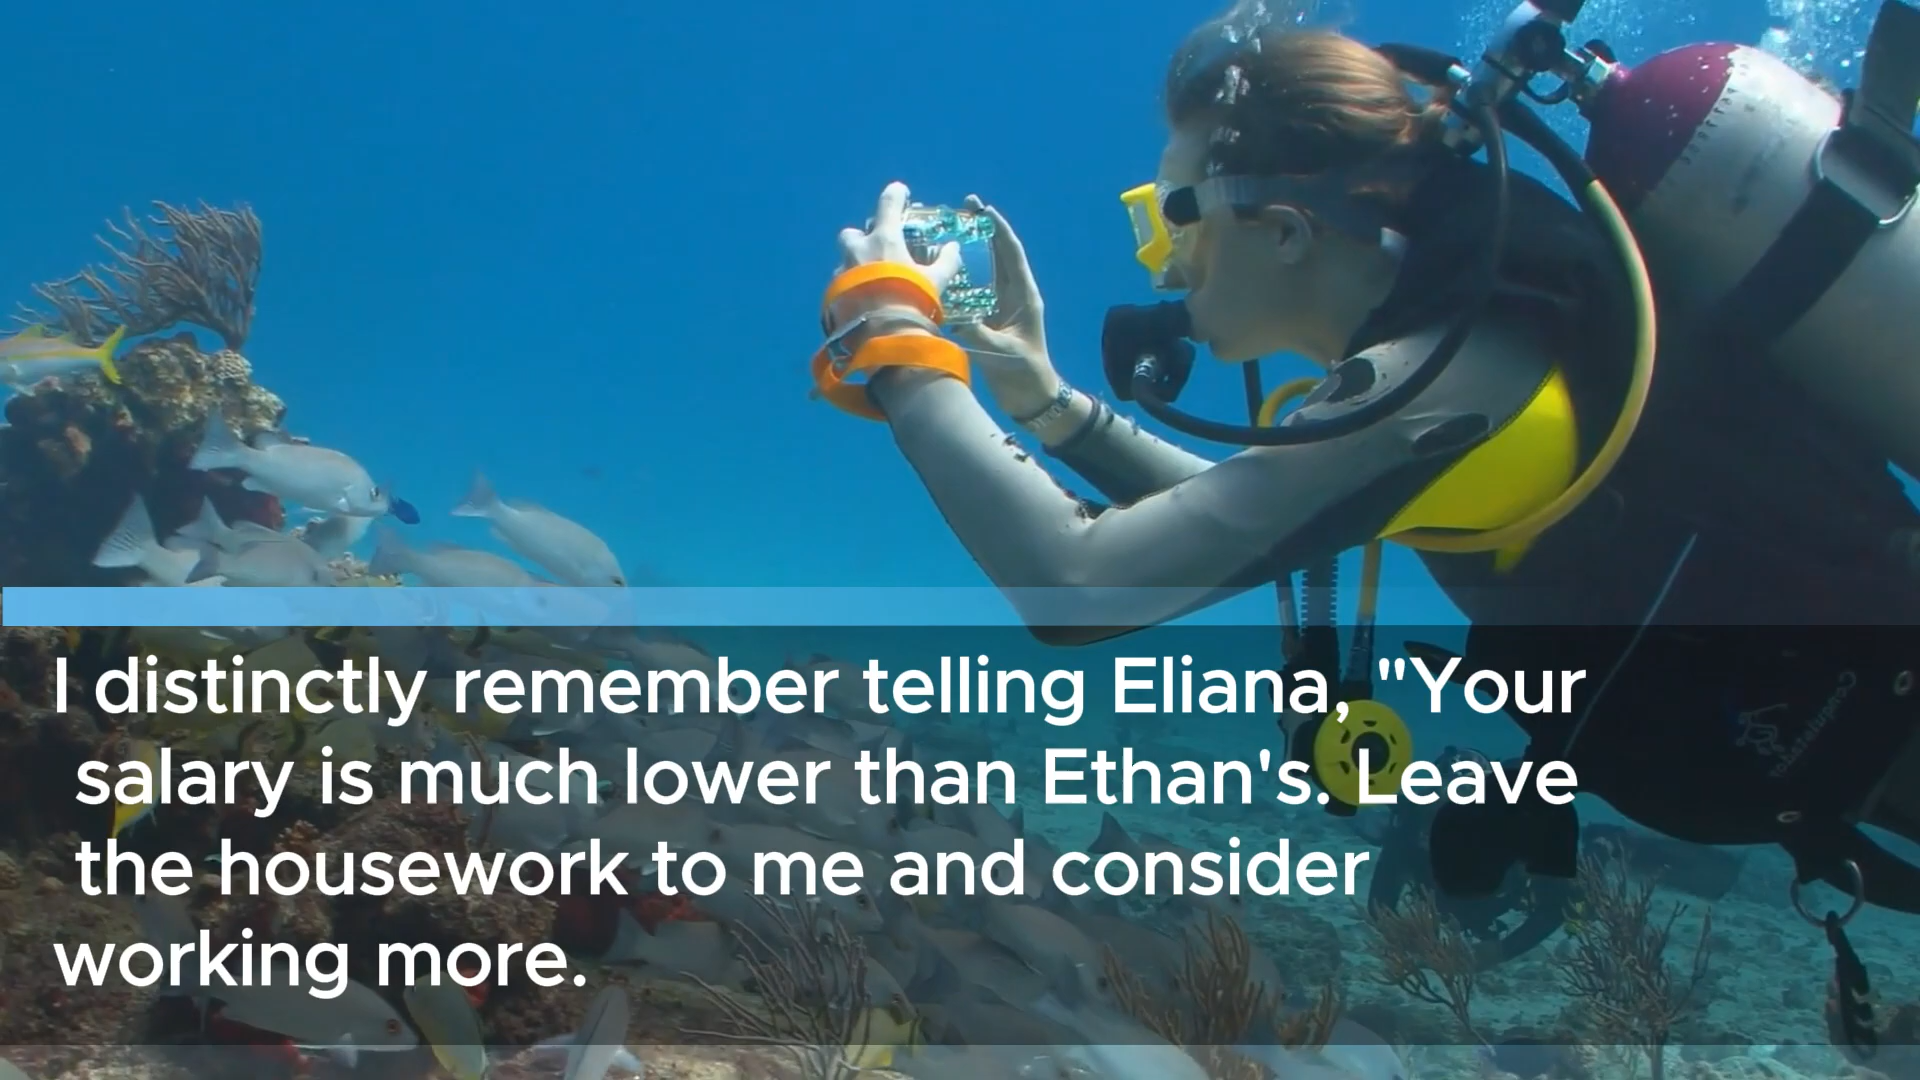 I distinctly remember telling Eliana, "Your
salary is much lower than Ethan's. Leave
the housework to me and consider
working more.